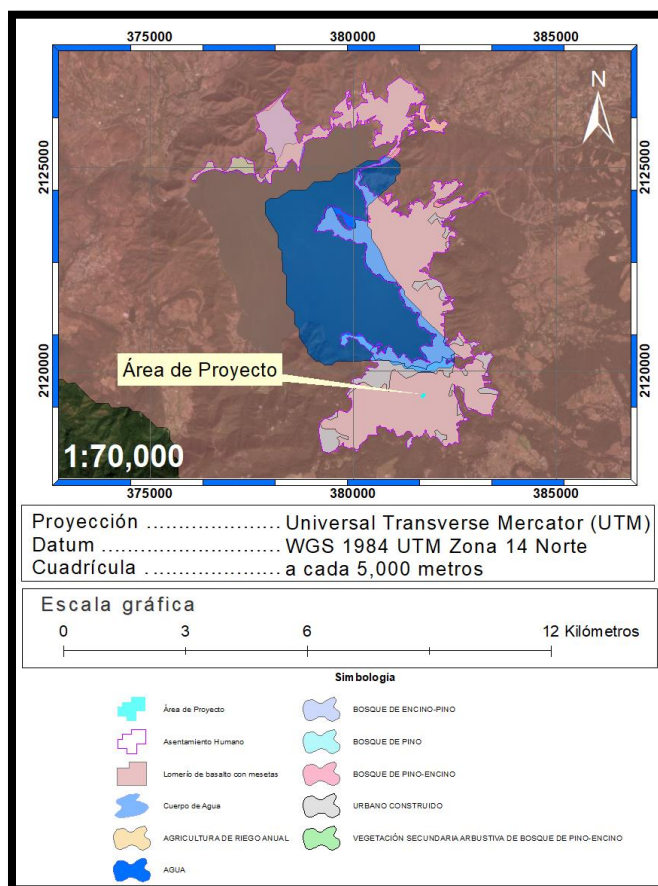 375000 380000 385000
N
2125000 2125000
2120000 2120000
Área de Proyecto
1:70,000
375000 380000 385000
Proyección ..................... Universal Transverse Mercator (UTM)
Datum .......................... WGS 1984 UTM Zona 14 Norte
Cuadrícula .................... a cada 5,000 metros
Escala gráfica
0 3 6 12 Kilómetros
Simbología
Área de Proyecto
Asentamiento Humano
Lomerío de basalto con mesetas
Cuerpo de Agua
AGRICULTURA DE RIEGO ANUAL
AGUA
BOSQUE DE ENCINO-PINO
BOSQUE DE PINO
BOSQUE DE PINO-ENCINO
URBANO CONSTRUIDO
VEGETACIÓN SECUNDARIA ARBUSTIVA DE BOSQUE DE PINO-ENCINO